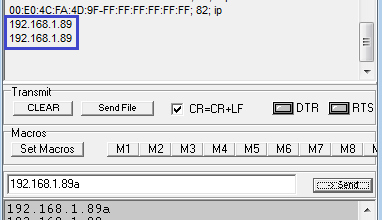 00:E0:4C:FA:4D:9F-FF:FF:FF:FF:FF:FF; 82; ip
192.168.1.89
192.168.1.89
Transmit
CLEAR Send File CR=CR+LF DTR RTS
Macros
Set Macros M1 M2 M3 M4 M5 M6 M7 M8
192.168.1.89a -> Send
192.168.1.89a